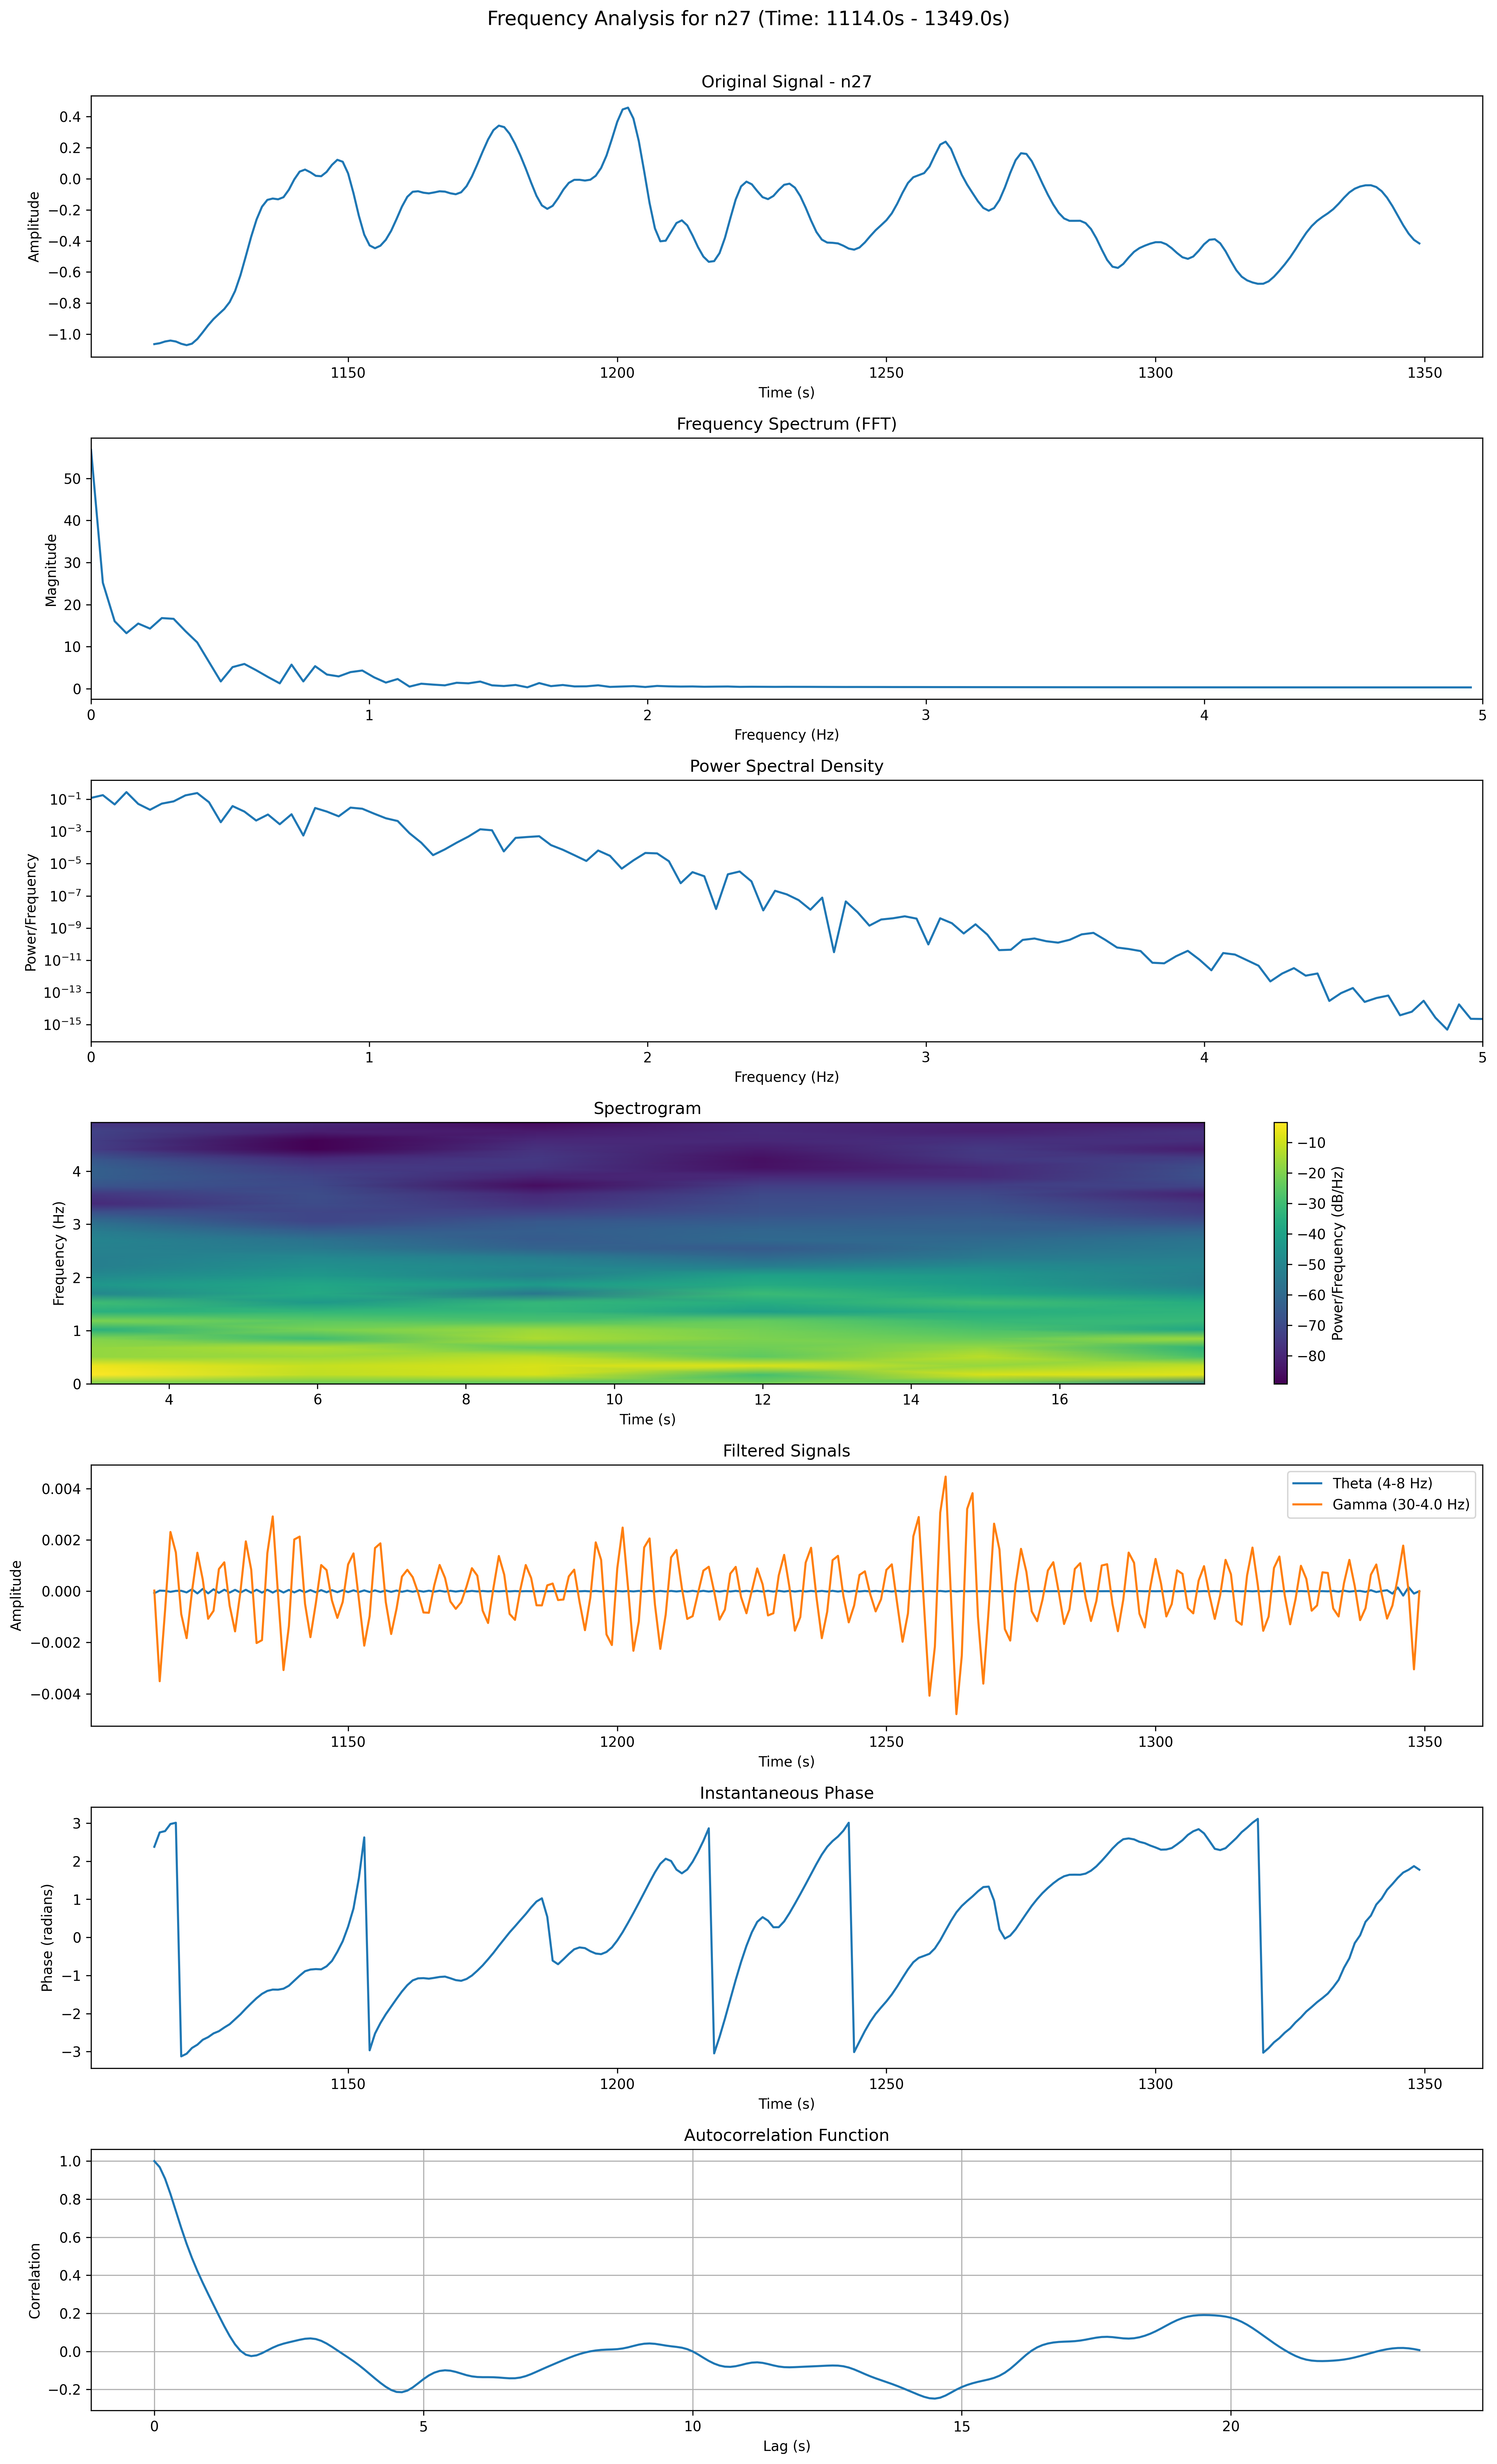 Frequency Analysis for n27 (Time: 1114.0s - 1349.0s)
Original Signal - n27
0.4
0.2
0.0
−0.2
−0.4
−0.6
−0.8
−1.0
Amplitude
1150 1200 1250 1300 1350
Time (s)
Frequency Spectrum (FFT)
50
40
30
20
10
0
Magnitude
0 1 2 3 4 5
Frequency (Hz)
Power Spectral Density
10⁻¹
10⁻³
10⁻⁵
10⁻⁷
10⁻⁹
10⁻¹¹
10⁻¹³
10⁻¹⁵
Power/Frequency
0 1 2 3 4 5
Frequency (Hz)
Spectrogram
4
3
2
1
0
Frequency (Hz)
4 6 8 10 12 14 16
Time (s)
−10
−20
−30
−40
−50
−60
−70
−80
Power/Frequency (dB/Hz)
Filtered Signals
0.004
0.002
0.000
−0.002
−0.004
Amplitude
Theta (4-8 Hz)
Gamma (30-4.0 Hz)
1150 1200 1250 1300 1350
Time (s)
Instantaneous Phase
3
2
1
0
−1
−2
−3
Phase (radians)
1150 1200 1250 1300 1350
Time (s)
Autocorrelation Function
1.0
0.8
0.6
0.4
0.2
0.0
−0.2
Correlation
0 5 10 15 20
Lag (s)